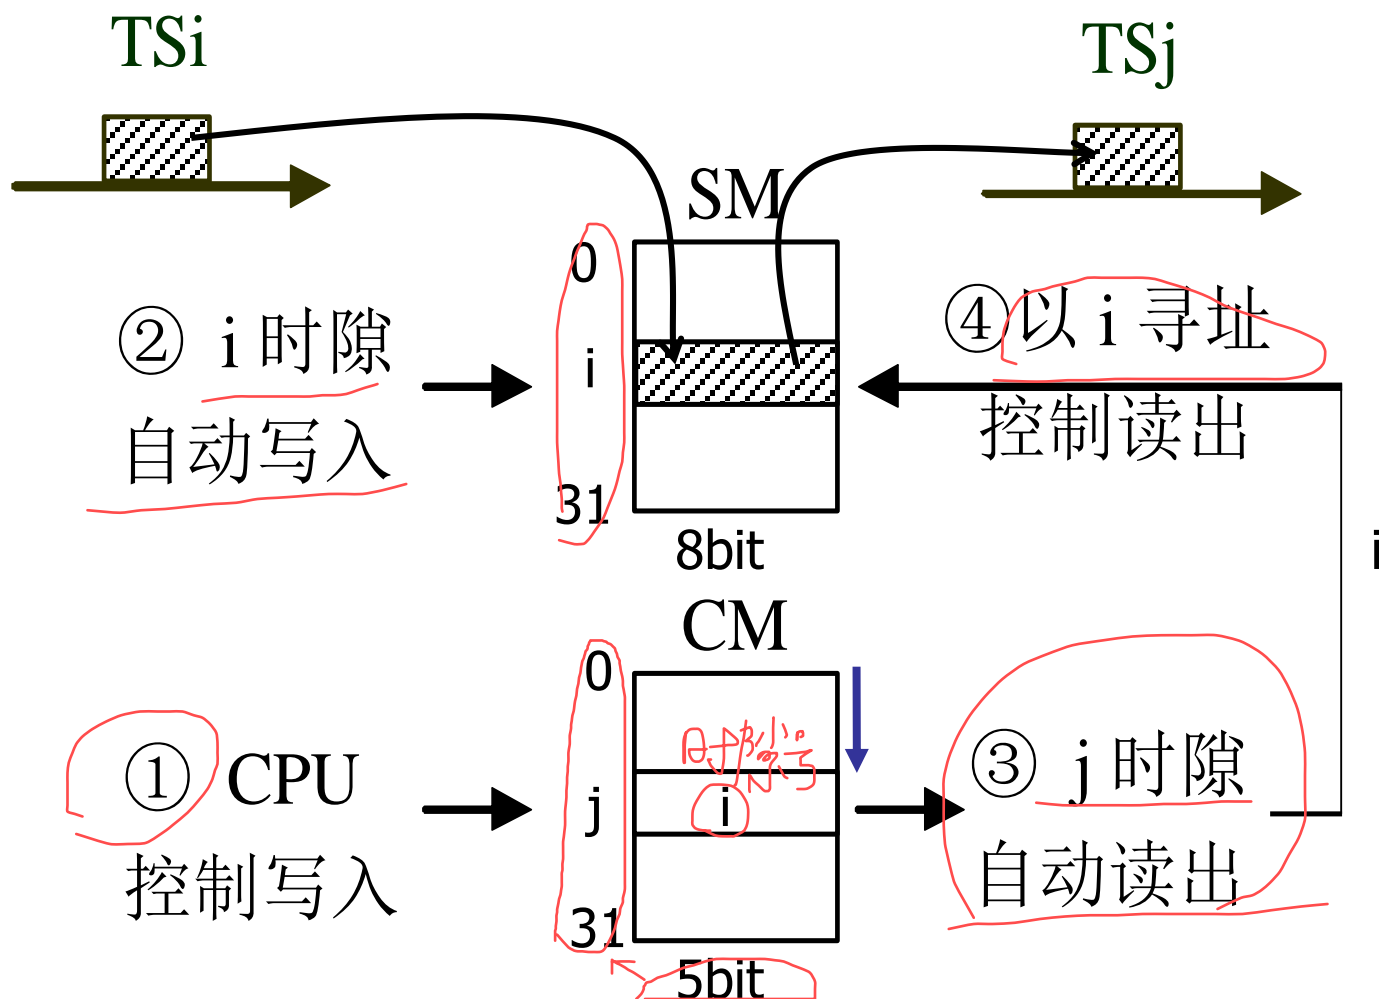 TSi
TSj
SM
0
i
31
8bit
② i 时隙
自动写入
④以 i 寻址
控制读出
i
CM
0
j
31
时隙号
i
5bit
① CPU
控制写入
③ j 时隙
自动读出